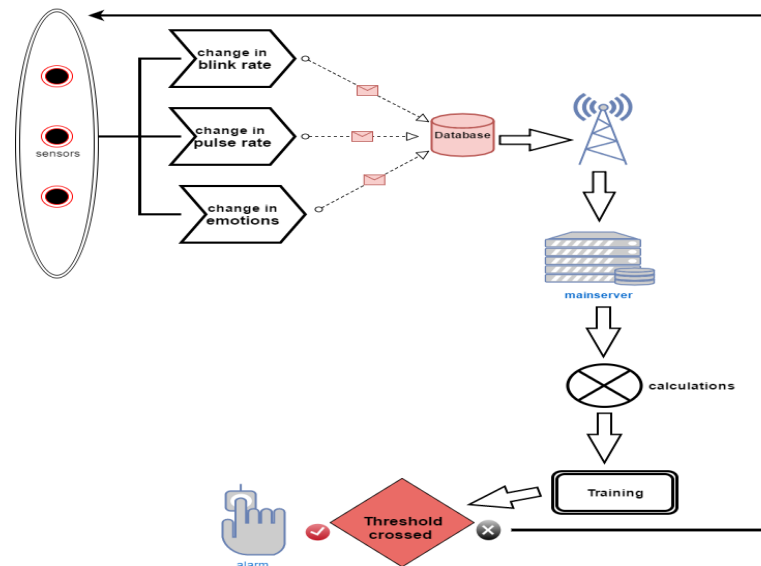 change in
blink rate
sensors
change in
pulse rate
change in
emotions
Database
mainserver
calculations
Training
Threshold
crossed
alarm